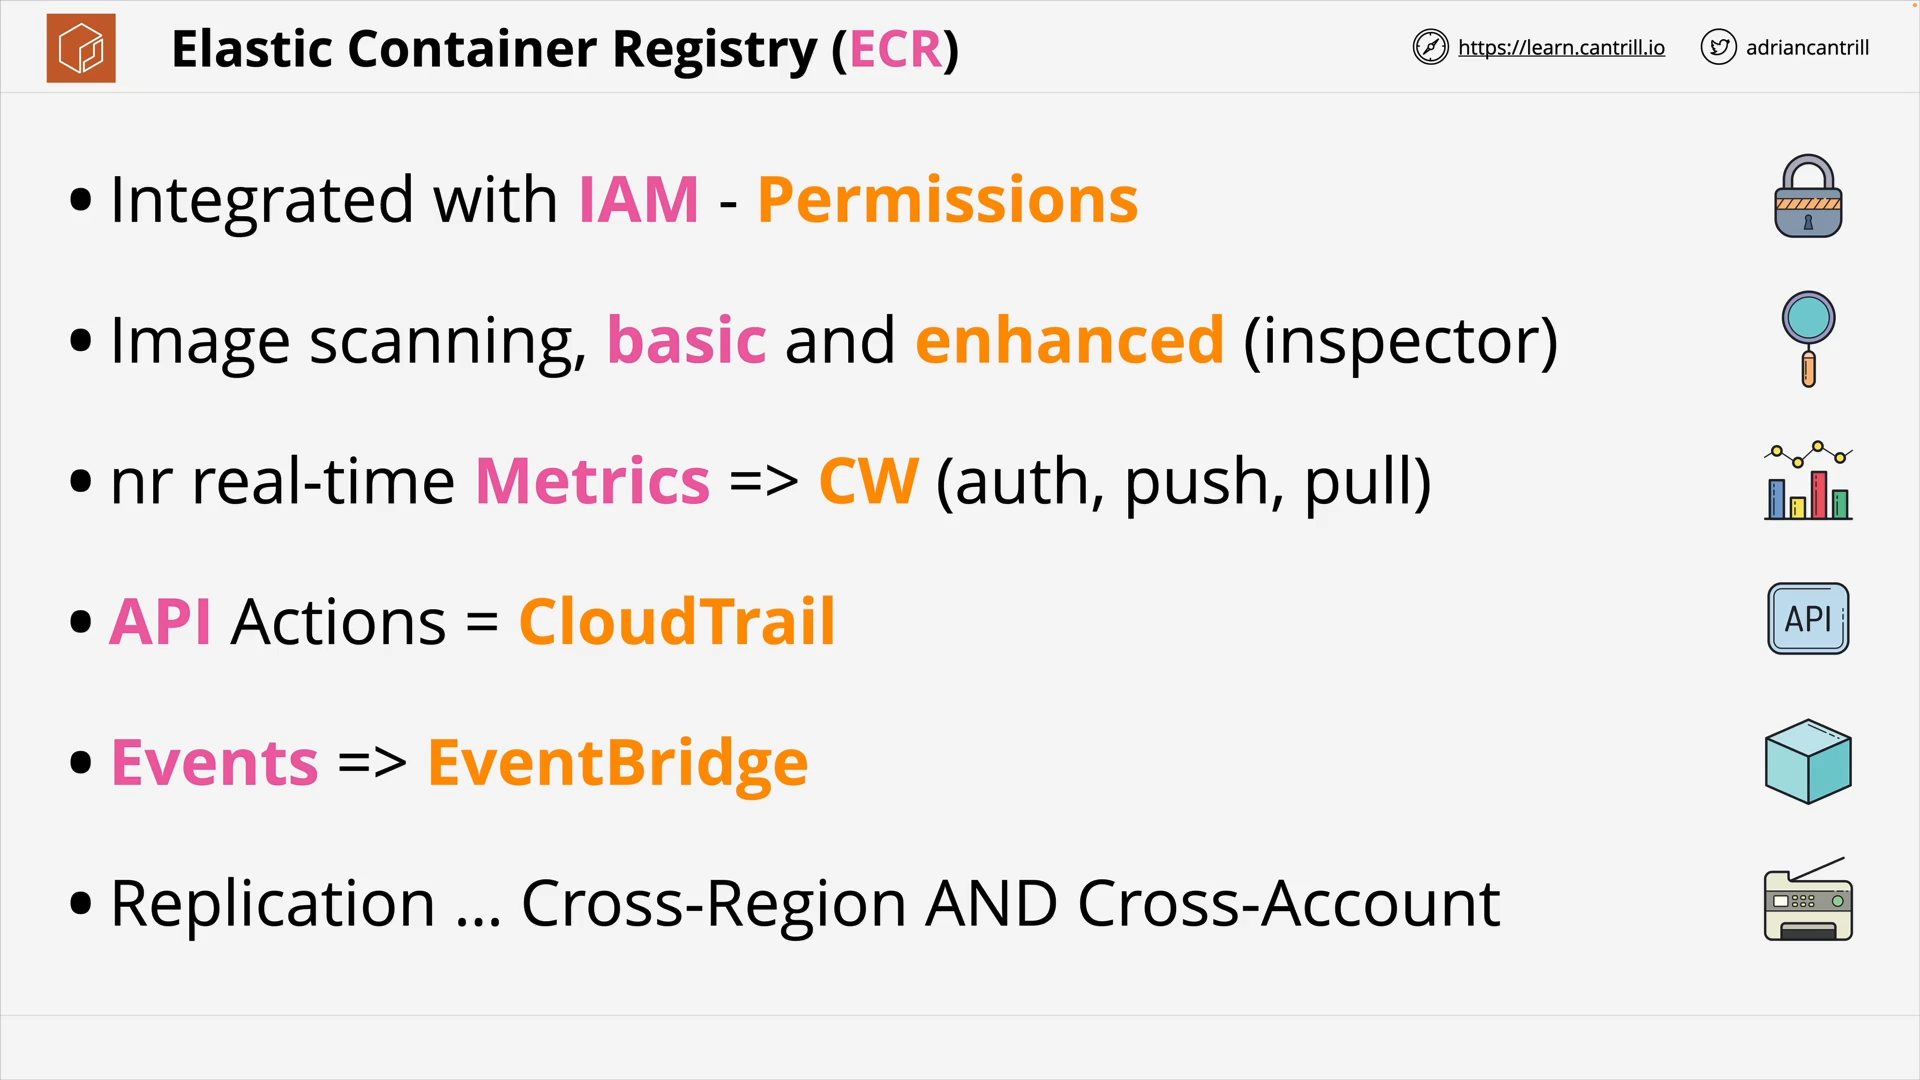 Elastic Container Registry (ECR)
https://learn.cantrill.io
adriancantrill
• Integrated with IAM - Permissions
• Image scanning, basic and enhanced (inspector)
• nr real-time Metrics => CW (auth, push, pull)
• API Actions = CloudTrail
API
• Events => EventBridge
• Replication ... Cross-Region AND Cross-Account